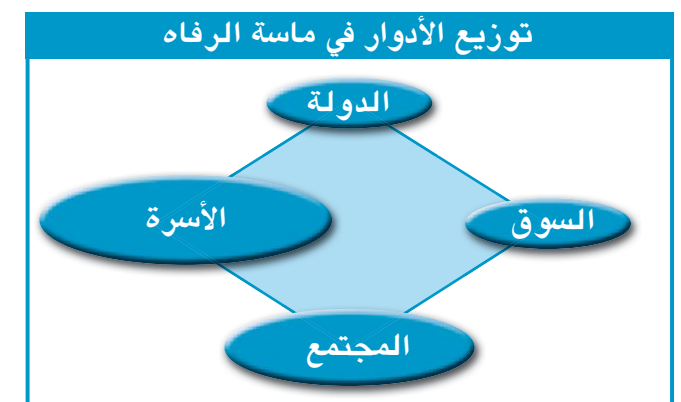 توزيع الأدوار في ماسة الرفاه
الدولة
السوق
الأسرة
المجتمع